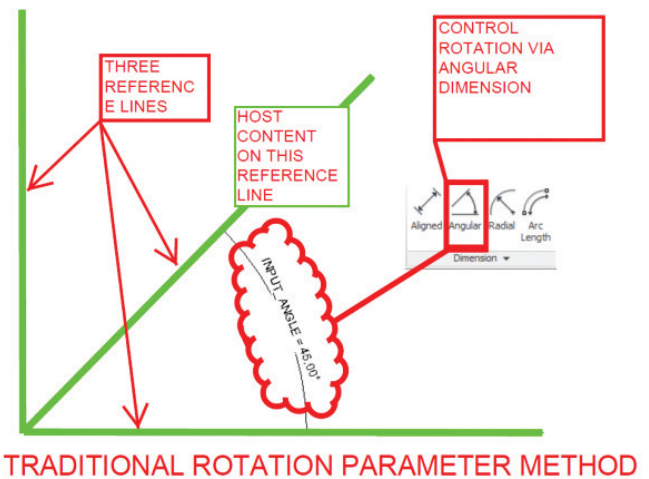 CONTROL
ROTATION VIA
ANGULAR
DIMENSION
THREE
REFERENC
E LINES
HOST
CONTENT
ON THIS
REFERENCE
LINE
Aligned Angular Radial Arc
Length
Dimension
INPUT_ANGLE = 45.00°
TRADITIONAL ROTATION PARAMETER METHOD